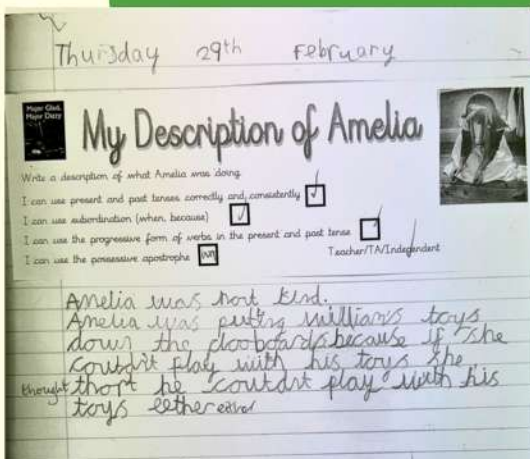 Thursday 29th February
Major Glad,
Major Dizzy
My Description of Amelia
Write a description of what Amelia was doing.
I can use present and past tenses correctly and consistently
I can use subordination (when, because)
I can use the progressive form of verbs in the present and past tense
I can use the possessive apostrophe
Teacher/TA/Independent
Amelia was not kind.
Amelia was putting william's toys
down the because if she
couldn't play with his toys she
thought thort he couldnt play with his
toys eether either